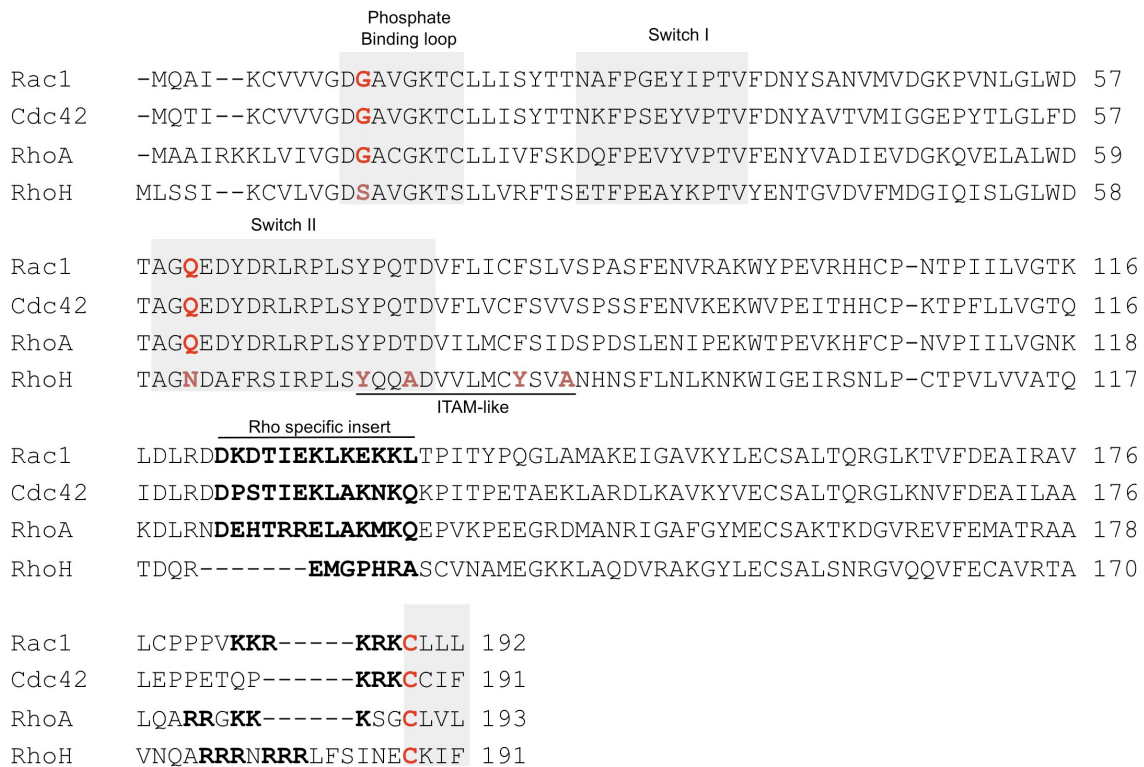 Phosphate
Binding loop
Switch I
Rac1 -MQAI--KCVVVGDGAVGKTCLLISYTTNAFPGEYIPTVFDNYSANVMVDGKPVNLGLWD 57
Cdc42 -MQTI--KCVVVGDGAVGKTCLLISYTTNKFPSEYVPTVFDNYAVTVMIGGEPYTLGLFD 57
RhoA -MAAIRKKLVIVGDGACGKTCLLIVFSKDQFPEVYVPTVFENYVADIEVDGKQVELALWD 59
RhoH MLSSI--KCVLVGDSAVGKTSLLVRFTSETFPEAYKPTVYENTGVDVFMDGIQISLGLWD 58
Switch II
Rac1 TAGQEDYDRLRPLSYPQTDVFLICFSLVSPASFENVRAKWYPEVRHHCP-NTPIILVGTK 116
Cdc42 TAGQEDYDRLRPLSYPQTDVFLVCFSVVSPSSFENVKEKWVPEITHHCP-KTPFLLVGTQ 116
RhoA TAGQEDYDRLRPLSYPDTDVILMCFSIDSPDSLENIPEKWTPEVKHFCP-NVPIILVGNK 118
RhoH TAGNDAFRSIRPLSYQQADVVLMCYSVANHNSFLNLKNKWIGEIRSNLP-CTPVLVVATQ 117
ITAM-like
Rho specific insert
Rac1 LDLRDDKDTIEKLKEKKLTPITYPQGLAMAKEIGAVKYLECSALTQRGLKTVFDEAIRAV 176
Cdc42 IDLRDDPSTIEKLAKNKQKPITPETAEKLARDLKAVKYVECSALTQRGLKNVFDEAILAA 176
RhoA KDLRNDEHTRRELAKMKQEPVKPEEGRDMANRIGAFGYMECSAKTKDGVREVFEMATRAA 178
RhoH TDQR-------EMGPHRASCVNAMEGKKLAQDVRAKGYLECSALSNRGVQQVFECAVRTA 170
Rac1 LCPPPVKKR-----KRKCLLL 192
Cdc42 LEPPETQP------KRKCCIF 191
RhoA LQARRGKK------KSGCLVL 193
RhoH VNQARRRNRRRLFSINECKIF 191